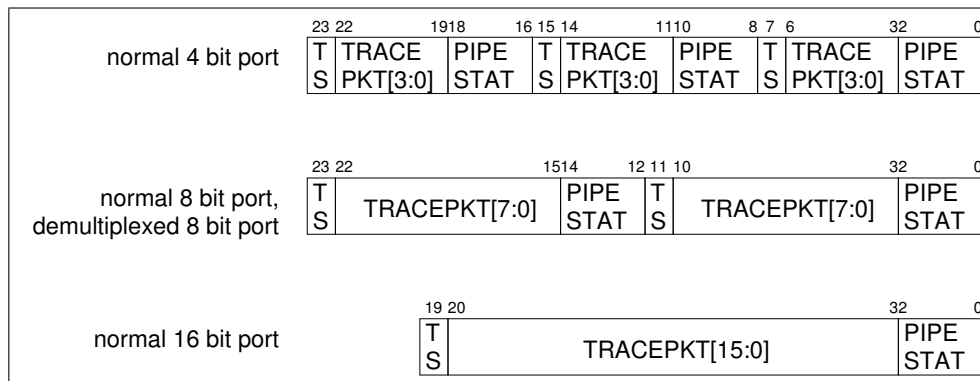 23 22 1918 16 15 14 1110 8 7 6 32 0
normal 4 bit port
T TRACE PIPE T TRACE PIPE T TRACE PIPE
S PKT[3:0] STAT S PKT[3:0] STAT S PKT[3:0] STAT
23 22 1514 12 11 10 32 0
normal 8 bit port,
demultiplexed 8 bit port
T S TRACEPKT[7:0] PIPE STAT T S TRACEPKT[7:0] PIPE STAT
19 20 32 0
normal 16 bit port
T S TRACEPKT[15:0] PIPE STAT